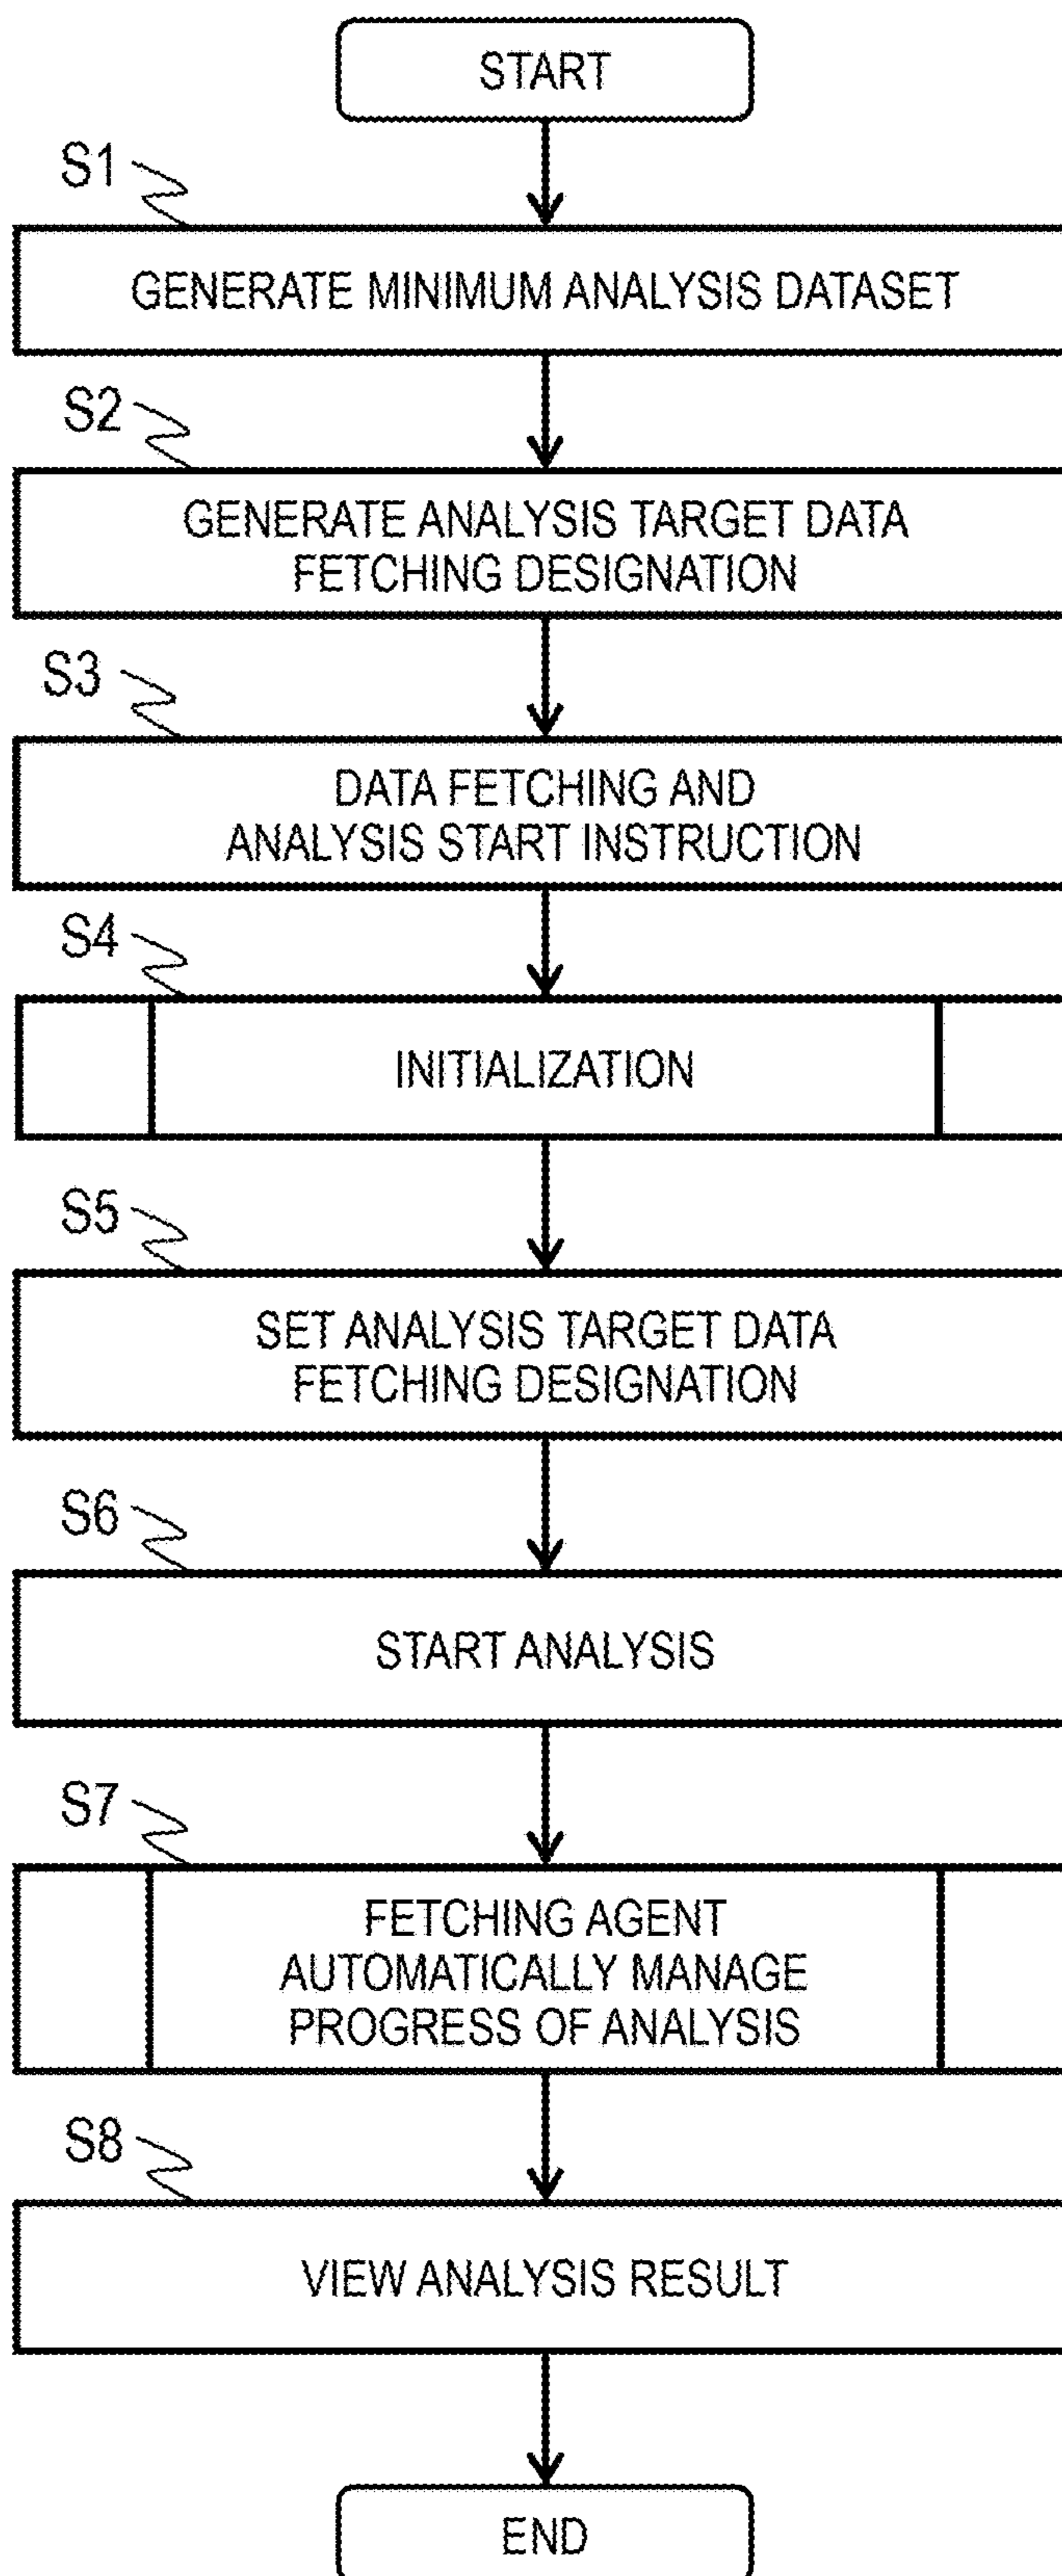 START
S1
GENERATE MINIMUM ANALYSIS DATASET
S2
GENERATE ANALYSIS TARGET DATA
FETCHING DESIGNATION
S3
DATA FETCHING AND
ANALYSIS START INSTRUCTION
S4
INITIALIZATION
S5
SET ANALYSIS TARGET DATA
FETCHING DESIGNATION
S6
START ANALYSIS
S7
FETCHING AGENT
AUTOMATICALLY MANAGE
PROGRESS OF ANALYSIS
S8
VIEW ANALYSIS RESULT
END